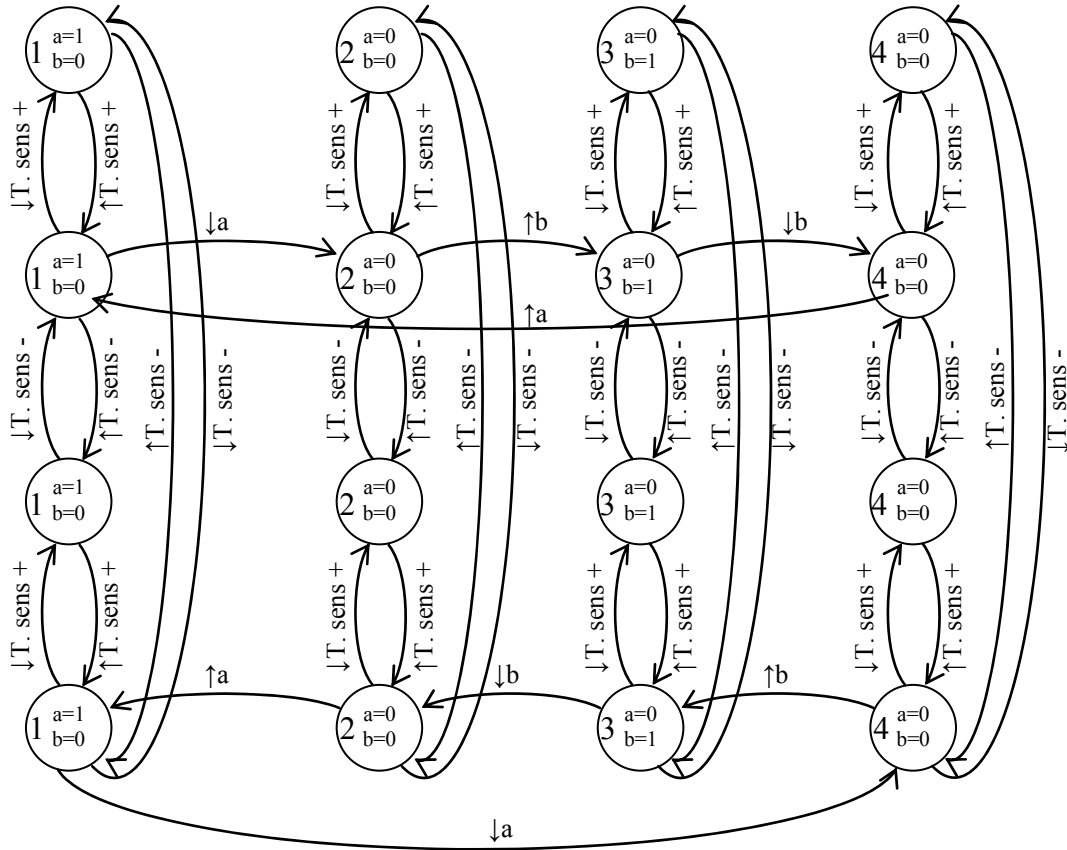 1 a=1
b=0
2 a=0
b=0
3 a=0
b=1
4 a=0
b=0
↓T. sens +
↑T. sens +
↓T. sens +
↑T. sens +
↓T. sens +
↑T. sens +
↓T. sens +
↑T. sens +
↓a
↑b
↓b
1 a=1
b=0
2 a=0
b=0
3 a=0
b=1
4 a=0
b=0
↑a
↓T. sens -
↑T. sens -
↑T. sens -
↓T. sens -
↓T. sens -
↑T. sens -
↑T. sens -
↓T. sens -
↓T. sens -
↑T. sens -
↑T. sens -
↓T. sens -
↓T. sens -
↑T. sens -
↑T. sens -
↓T. sens -
1 a=1
b=0
2 a=0
b=0
3 a=0
b=1
4 a=0
b=0
↓T. sens +
↑T. sens +
↓T. sens +
↑T. sens +
↓T. sens +
↑T. sens +
↓T. sens +
↑T. sens +
↑a
↓b
↑b
1 a=1
b=0
2 a=0
b=0
3 a=0
b=1
4 a=0
b=0
↓a